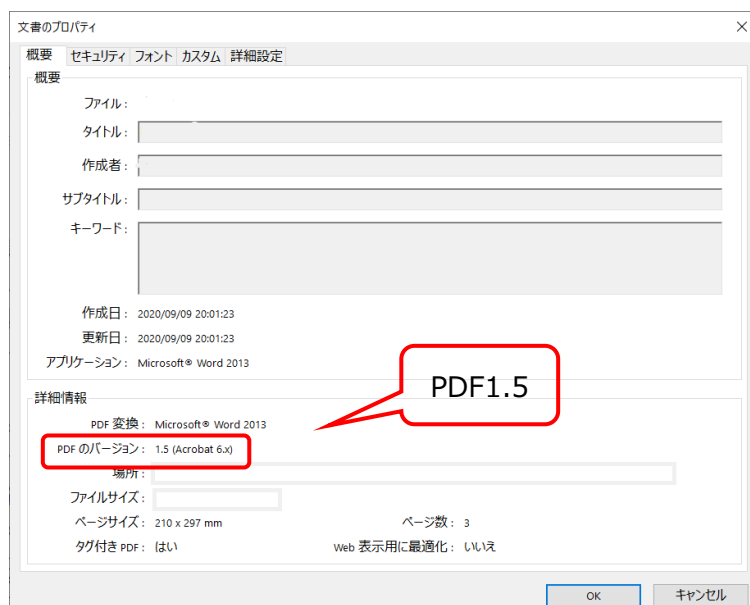 文書のプロパティ
概要 セキュリティ フォント カスタム 詳細設定
概要
ファイル：
タイトル：
作成者：
サブタイトル：
キーワード：
作成日： 2020/09/09 20:01:23
更新日： 2020/09/09 20:01:23
アプリケーション： Microsoft® Word 2013
PDF1.5
詳細情報
PDF 変換： Microsoft® Word 2013
PDF のバージョン： 1.5 (Acrobat 6.x)
場所：
ファイルサイズ：
ページサイズ： 210 x 297 mm ページ数： 3
タグ付き PDF： はい Web 表示用に最適化： いいえ
OK キャンセル